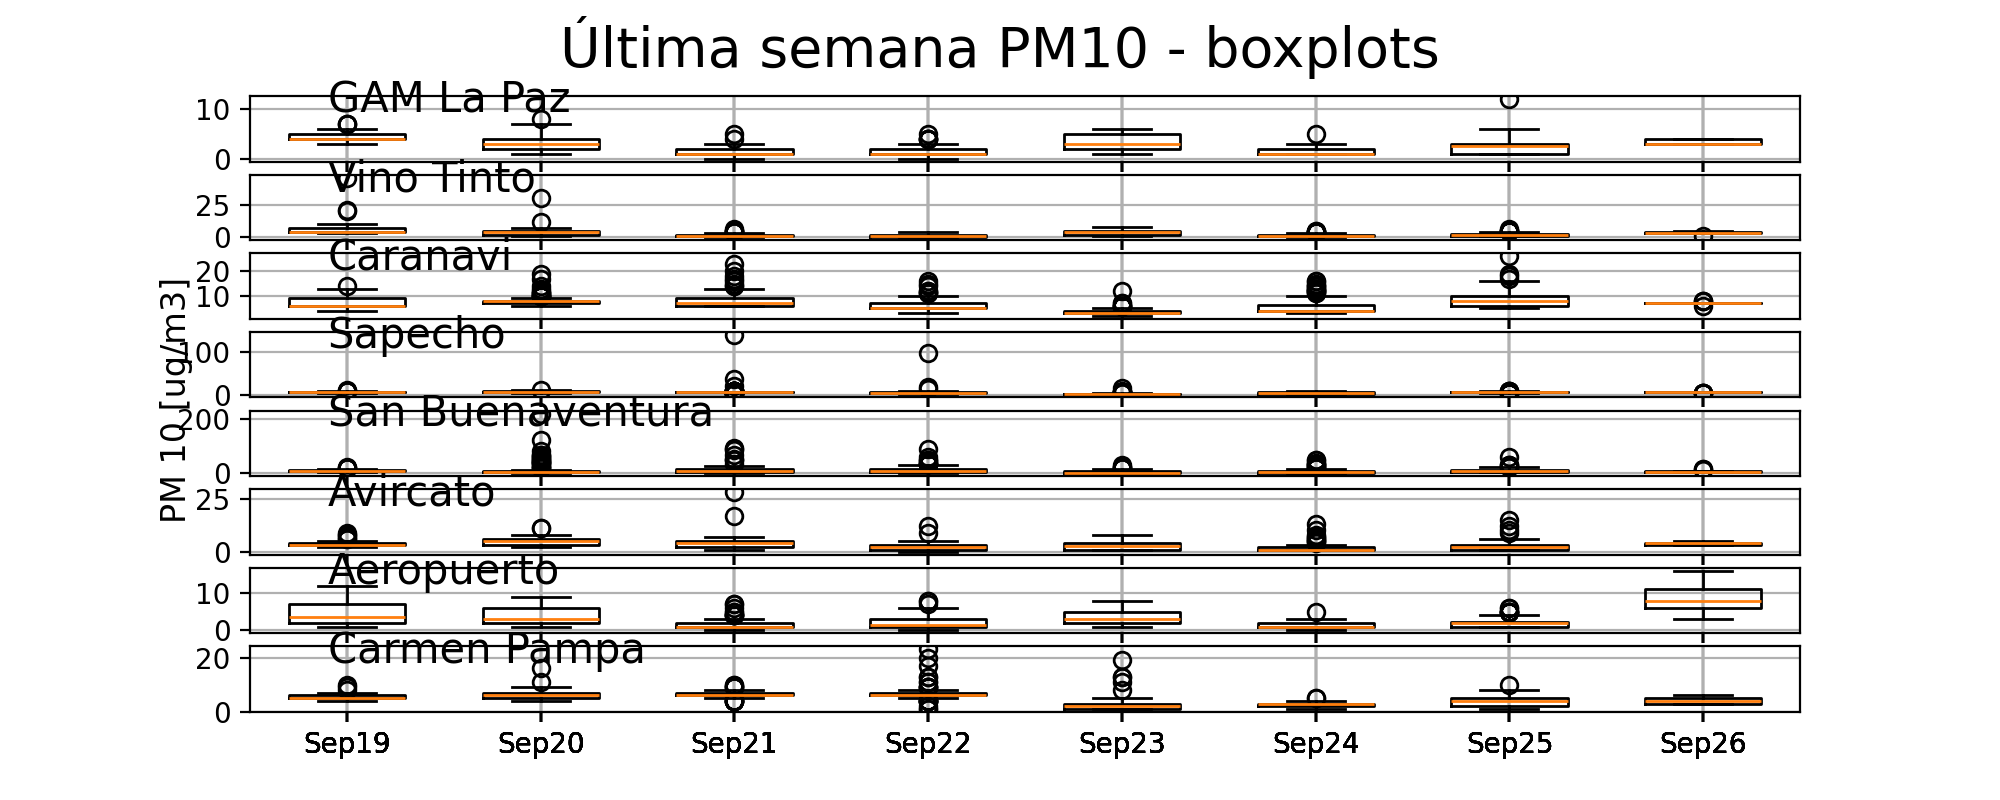 Última semana PM10 - boxplots
GAM La Paz
10
0
Vino Tinto
25
0
Caranavi
20
10
Sapecho
100
0
San Buenaventura
200
0
Avircato
25
0
Aeropuerto
10
0
Carmen Pampa
20
0
PM 10 [ug/m3]
Sep19 Sep20 Sep21 Sep22 Sep23 Sep24 Sep25 Sep26